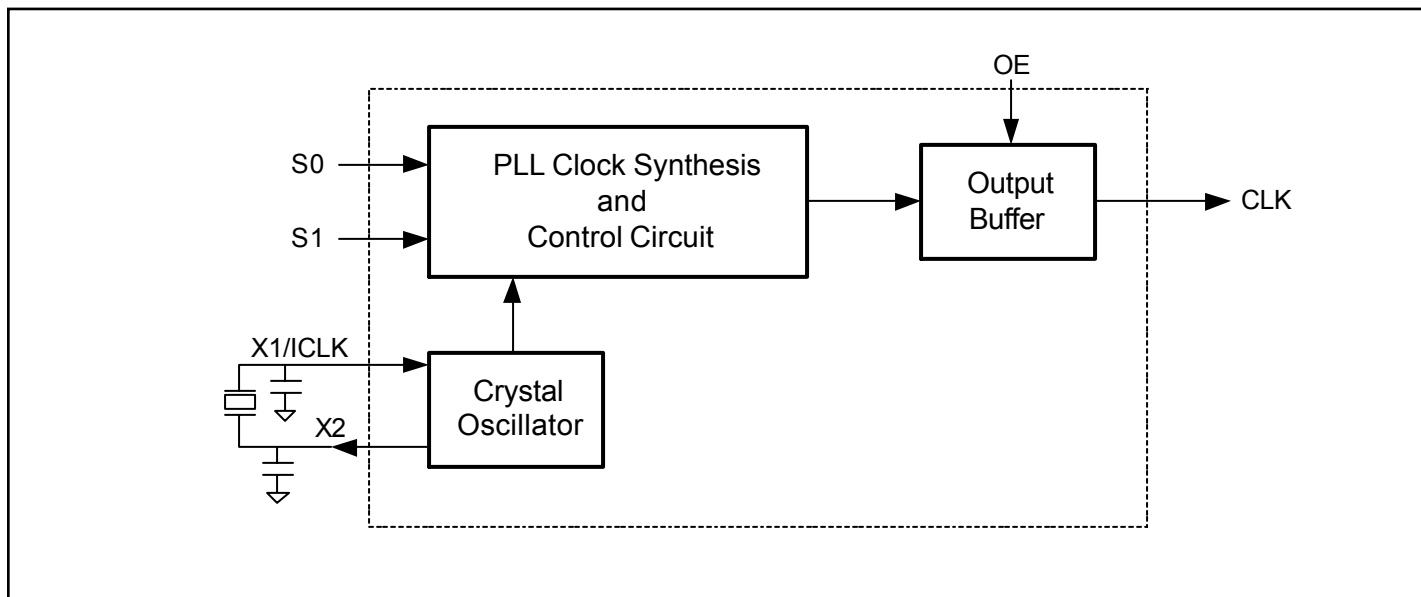 OE
S0
S1
PLL Clock Synthesis
and
Control Circuit
Output
Buffer
CLK
X1/ICLK
X2
Crystal
Oscillator